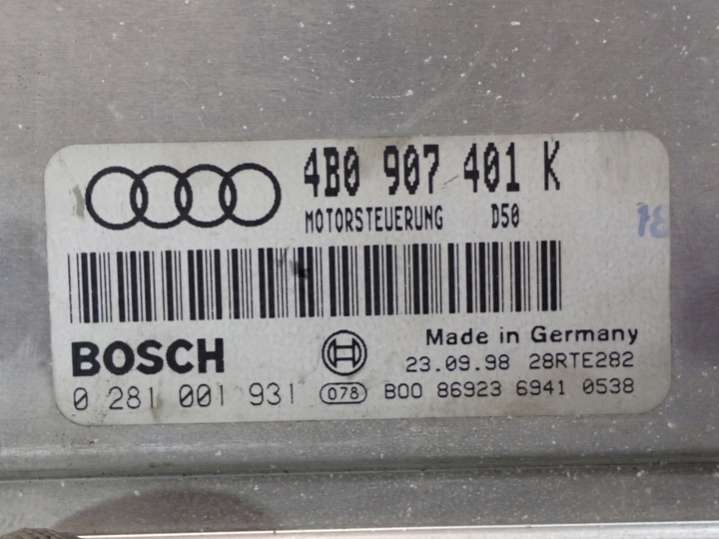 4B0 907 401 K
MOTORSTEUERUNG D50
18
BOSCH
Made in Germany
23.09.98 28RTE282
0 281 001 931 078 B00 86923 6941 0538